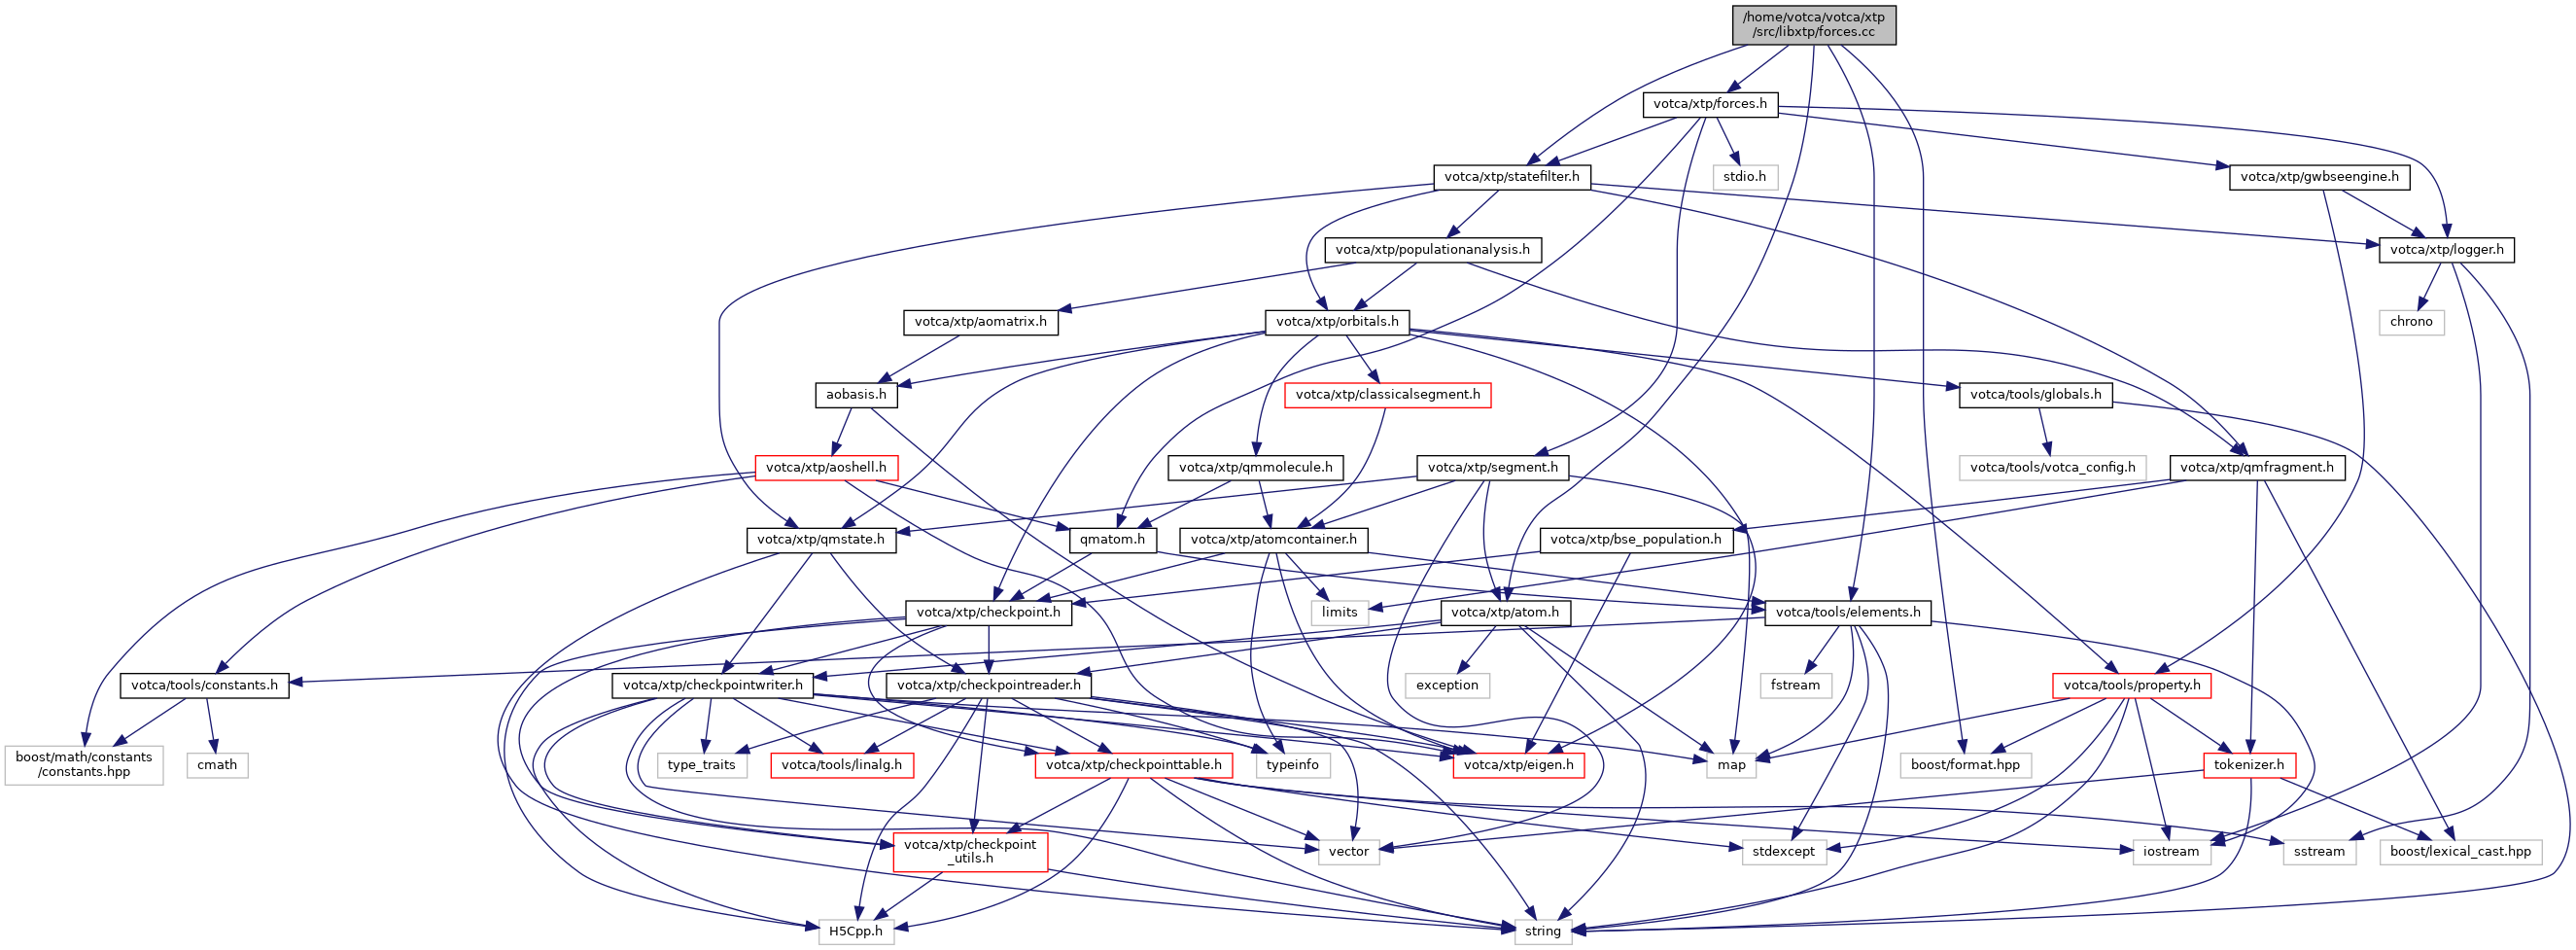 /home/votca/votca/xtp
/src/libxtp/forces.cc
votca/xtp/forces.h
votca/xtp/statefilter.h
stdio.h
votca/xtp/gwbseengine.h
votca/xtp/populationanalysis.h
votca/xtp/logger.h
votca/xtp/aomatrix.h
votca/xtp/orbitals.h
chrono
aobasis.h
votca/xtp/classicalsegment.h
votca/tools/globals.h
votca/xtp/aoshell.h
votca/xtp/qmmolecule.h
votca/xtp/segment.h
votca/tools/votca_config.h
votca/xtp/qmfragment.h
votca/xtp/qmstate.h
qmatom.h
votca/xtp/atomcontainer.h
votca/xtp/bse_population.h
votca/xtp/checkpoint.h
limits
votca/xtp/atom.h
votca/tools/elements.h
votca/tools/constants.h
votca/xtp/checkpointwriter.h
votca/xtp/checkpointreader.h
exception
fstream
votca/tools/property.h
boost/math/constants
/constants.hpp
cmath
type_traits
votca/tools/linalg.h
votca/xtp/checkpointtable.h
typeinfo
votca/xtp/eigen.h
map
boost/format.hpp
tokenizer.h
votca/xtp/checkpoint
_utils.h
vector
stdexcept
iostream
sstream
boost/lexical_cast.hpp
H5Cpp.h
string